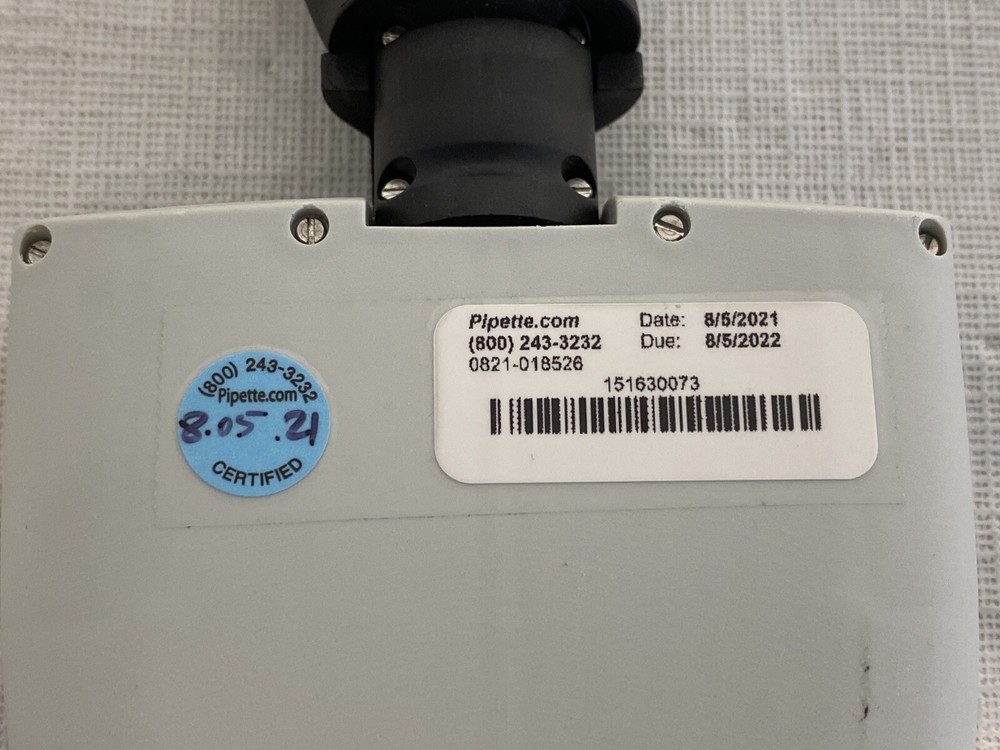 Pipette.com
(800) 243-3232
0821-018526
Date: 8/5/2021
Due: 8/5/2022
151630073
(800) 243-3232
Pipette.com
8.05.21
CERTIFIED